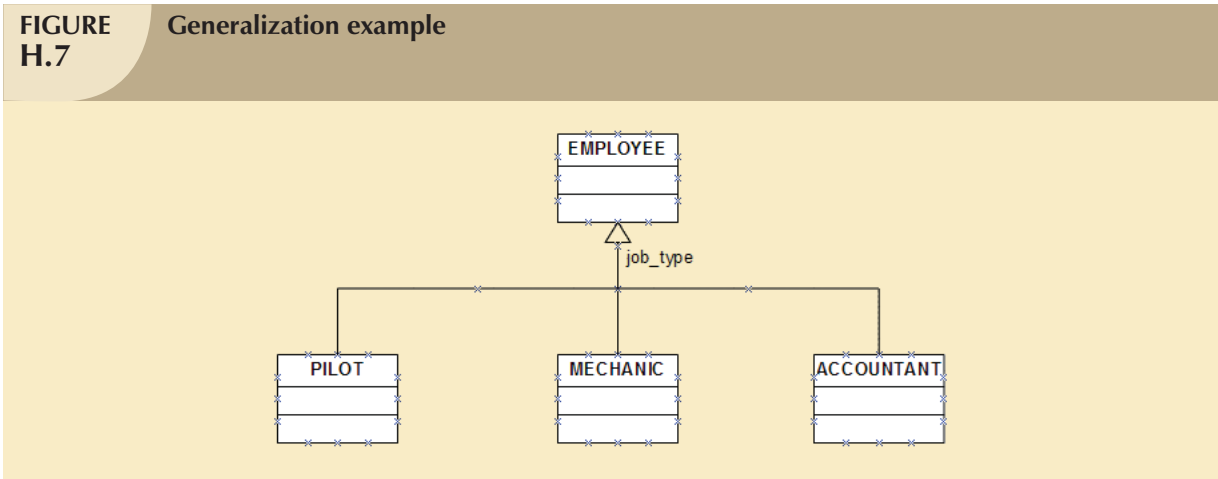 FIGURE
H.7
Generalization example
EMPLOYEE
job_type
PILOT
MECHANIC
ACCOUNTANT